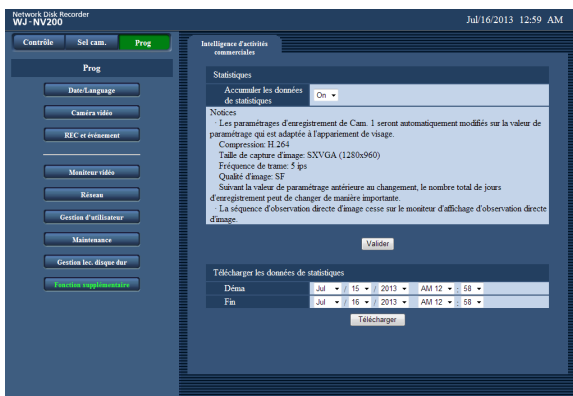 Network Disk Recorder
WJ-NV200
Jul/16/2013 12:59 AM
Contrôle Sel cam. Prog
Prog
Date/Language
Caméra vidéo
REC et évènement
Moniteur vidéo
Réseau
Gestion d'utilisateur
Maintenance
Gestion lec. disque dur
Fonction supplémentaire
Intelligence d'activités
commerciales
Statistiques
Accumuler les données
de statistiques
On
Notices
· Les paramétrages d'enregistrement de Cam. 1 seront automatiquement modifiés sur la valeur de
paramétrage qui est adaptée à l'appariement de visage.
Compression: H.264
Taille de capture d'image: SXVGA (1280x960)
Fréquence de trame: 5 ips
Qualité d'image: SF
Suivant la valeur de paramétrage antérieure au changement, le nombre total de jours
d'enregistrement peut de changer de manière importante.
· La séquence d'observation directe d'image cesse sur le moniteur d'affichage d'observation directe
d'image.
Valider
Télécharger les données de statistiques
Déma Jul / 15 / 2013 AM 12 : 58
Fin Jul / 16 / 2013 AM 12 : 58
Télécharger